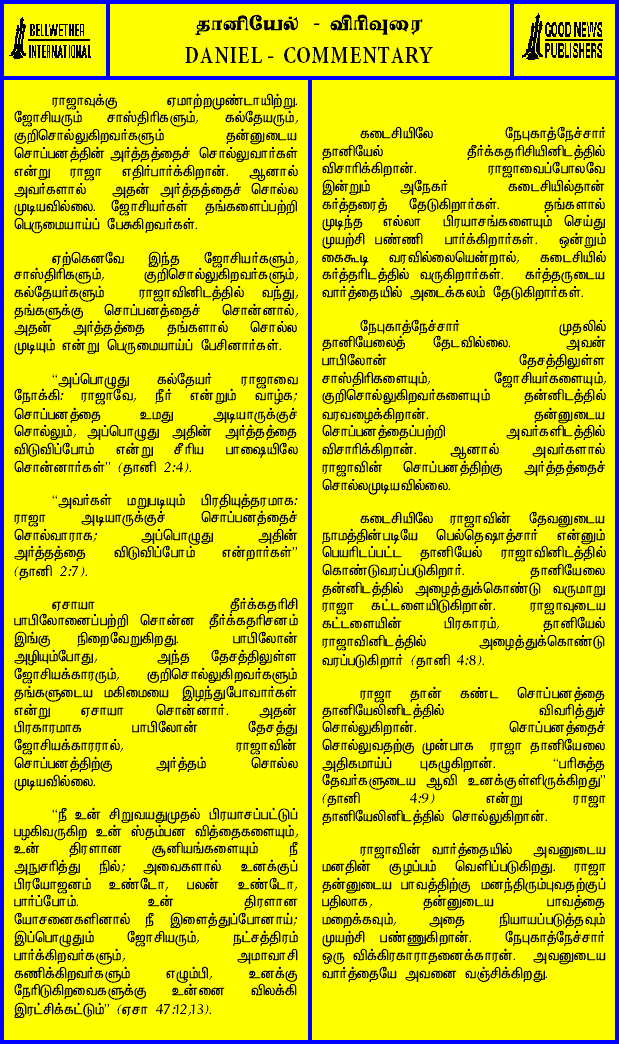 BELLWETHER
INTERNATIONAL
தானியேல் - விரிவுரை
DANIEL - COMMENTARY
GOOD NEWS
PUBLISHERS
ராஜாவுக்கு ஏமாற்றமுண்டாயிற்று.
ஜோசியரும் சாஸ்திரிகளும், கல்தேயரும்,
குறிசொல்லுகிறவர்களும் தன்னுடைய
சொப்பனத்தின் அர்த்தத்தைச் சொல்லுவார்கள்
என்று ராஜா எதிர்பார்க்கிறான். ஆனால்
அவர்களால் அதன் அர்த்தத்தைச் சொல்ல
முடியவில்லை. ஜோசியர்கள் தங்களைப்பற்றி
பெருமையாய்ப் பேசுகிறவர்கள்.
ஏற்கெனவே இந்த ஜோசியர்களும்,
சாஸ்திரிகளும், குறிசொல்லுகிறவர்களும்,
கல்தேயர்களும் ராஜாவினிடத்தில் வந்து,
தங்களுக்கு சொப்பனத்தைச் சொன்னால்,
அதன் அர்த்தத்தை தங்களால் சொல்ல
முடியும் என்று பெருமையாய்ப் பேசினார்கள்.
“அப்பொழுது கல்தேயர் ராஜாவை
நோக்கி: ராஜாவே, நீர் என்றும் வாழ்க;
சொப்பனத்தை உமது அடியாருக்குச்
சொல்லும், அப்பொழுது அதின் அர்த்தத்தை
விடுவிப்போம் என்று சீரிய பாஷையிலே
சொன்னார்கள்” (தானி 2:4).
“அவர்கள் மறுபடியும் பிரதியுத்தரமாக:
ராஜா அடியாருக்குச் சொப்பனத்தைச்
சொல்வாராக; அப்பொழுது அதின்
அர்த்தத்தை விடுவிப்போம் என்றார்கள்”
(தானி 2:7).
ஏசாயா தீர்க்கதரிசி
பாபிலோனைப்பற்றி சொன்ன தீர்க்கதரிசனம்
இங்கு நிறைவேறுகிறது. பாபிலோன்
அழியும்போது, அந்த தேசத்திலுள்ள
ஜோசியக்காரரும், குறிசொல்லுகிறவர்களும்
தங்களுடைய மகிமையை இழந்துபோவார்கள்
என்று ஏசாயா சொன்னார். அதன்
பிரகாரமாக பாபிலோன் தேசத்து
ஜோசியக்காரரால், ராஜாவின்
சொப்பனத்திற்கு அர்த்தம் சொல்ல
முடியவில்லை.
“நீ உன் சிறுவயதுமுதல் பிரயாசப்பட்டுப்
பழகிவருகிற உன் ஸ்தம்பன வித்தைகளையும்,
உன் திரளான சூனியங்களையும் நீ
அநுசரித்து நில்; அவைகளால் உனக்குப்
பிரயோஜனம் உண்டோ, பலன் உண்டோ,
பார்ப்போம். உன் திரளான
யோசனைகளினால் நீ இளைத்துப்போனாய்;
இப்பொழுதும் ஜோசியரும், நட்சத்திரம்
பார்க்கிறவர்களும், அமாவாசி
கணிக்கிறவர்களும் எழும்பி, உனக்கு
நேரிடுகிறவைகளுக்கு உன்னை விலக்கி
இரட்சிக்கட்டும்” (ஏசா 47:12,13).
கடைசியிலே நேபுகாத்நேச்சார்
தானியேல் தீர்க்கதரிசியினிடத்தில்
விசாரிக்கிறான். ராஜாவைப்போலவே
இன்றும் அநேகர் கடைசியில்தான்
கர்த்தரைத் தேடுகிறார்கள். தங்களால்
முடிந்த எல்லா பிரயாசங்களையும் செய்து
முயற்சி பண்ணி பார்க்கிறார்கள். ஒன்றும்
கைகூடி வரவில்லையென்றால், கடைசியில்
கர்த்தரிடத்தில் வருகிறார்கள். கர்த்தருடைய
வார்த்தையில் அடைக்கலம் தேடுகிறார்கள்.
நேபுகாத்நேச்சார் முதலில்
தானியேலைத் தேடவில்லை. அவன்
பாபிலோன் தேசத்திலுள்ள
சாஸ்திரிகளையும், ஜோசியர்களையும்,
குறிசொல்லுகிறவர்களையும் தன்னிடத்தில்
வரவழைக்கிறான். தன்னுடைய
சொப்பனத்தைப்பற்றி அவர்களிடத்தில்
விசாரிக்கிறான். ஆனால் அவர்களால்
ராஜாவின் சொப்பனத்திற்கு அர்த்தத்தைச்
சொல்லமுடியவில்லை.
கடைசியிலே ராஜாவின் தேவனுடைய
நாமத்தின்படியே பெல்தெஷாத்சார் என்னும்
பெயரிடப்பட்ட தானியேல் ராஜாவினிடத்தில்
கொண்டுவரப்படுகிறார். தானியேலை
தன்னிடத்தில் அழைத்துக்கொண்டு வருமாறு
ராஜா கட்டளையிடுகிறான். ராஜாவுடைய
கட்டளையின் பிரகாரம், தானியேல்
ராஜாவினிடத்தில் அழைத்துக்கொண்டு
வரப்படுகிறார் (தானி 4:8).
ராஜா தான் கண்ட சொப்பனத்தை
தானியேலினிடத்தில் விவரித்துச்
சொல்லுகிறான். சொப்பனத்தைச்
சொல்லுவதற்கு முன்பாக ராஜா தானியேலை
அதிகமாய்ப் புகழுகிறான். “பரிசுத்த
தேவர்களுடைய ஆவி உனக்குள்ளிருக்கிறது”
(தானி 4:9) என்று ராஜா
தானியேலினிடத்தில் சொல்லுகிறான்.
ராஜாவின் வார்த்தையில் அவனுடைய
மனதின் குழப்பம் வெளிப்படுகிறது. ராஜா
தன்னுடைய பாவத்திற்கு மனந்திரும்புவதற்குப்
பதிலாக, தன்னுடைய பாவத்தை
மறைக்கவும், அதை நியாயப்படுத்தவும்
முயற்சி பண்ணுகிறான். நேபுகாத்நேச்சார்
ஒரு விக்கிரகாராதனைக்காரன். அவனுடைய
வார்த்தையே அவனை வஞ்சிக்கிறது.